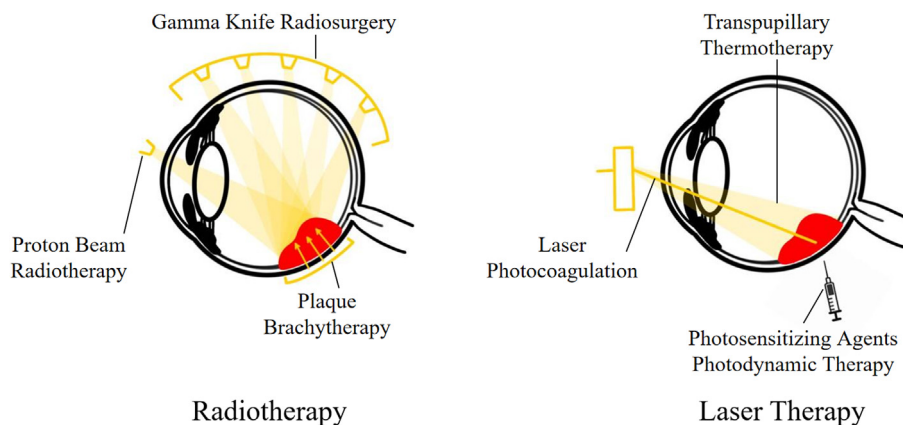 Gamma Knife Radiosurgery
Proton Beam
Radiotherapy
Plaque
Brachytherapy
Radiotherapy
Transpupillary
Thermotherapy
Laser
Photocoagulation
Photosensitizing Agents
Photodynamic Therapy
Laser Therapy